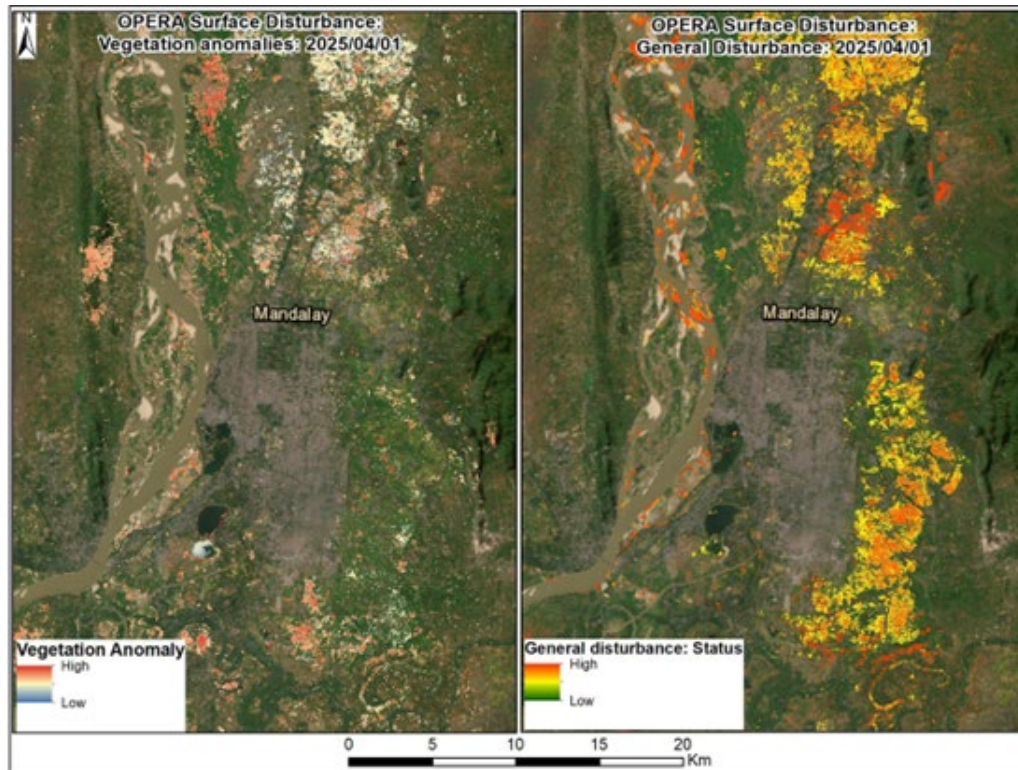 N
OPERA Surface Disturbance:
Vegetation anomalies: 2025/04/01
Mandalay
Vegetation Anomaly
High
Low
OPERA Surface Disturbance:
General Disturbance: 2025/04/01
Mandalay
General disturbance: Status
High
Low
0 5 10 15 20
Km